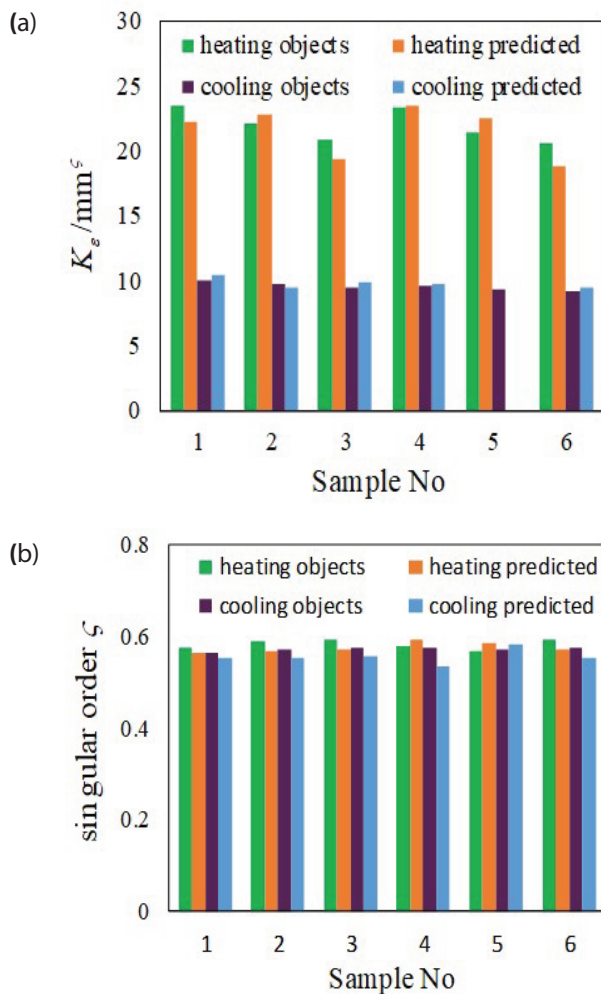 (a)
30
25
20
15
10
5
0
K_ε /mm^ς
heating objects
heating predicted
cooling objects
cooling predicted
1 2 3 4 5 6
Sample No
(b)
0.8
0.6
0.4
0.2
0
singular order ς
heating objects
heating predicted
cooling objects
cooling predicted
1 2 3 4 5 6
Sample No